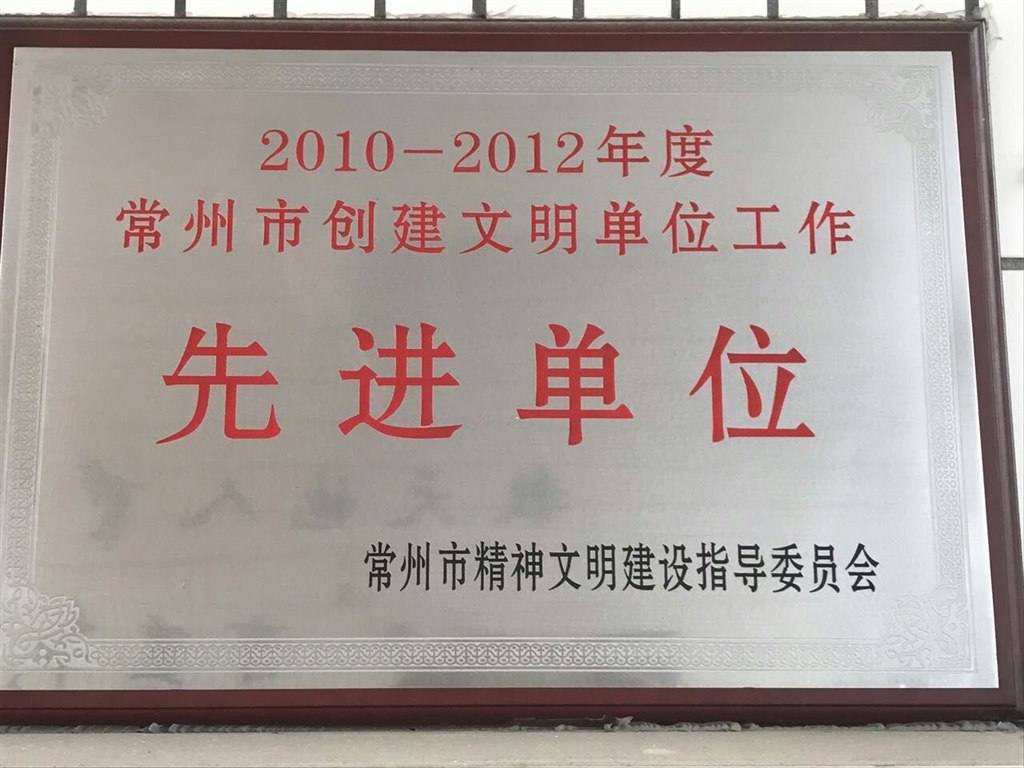 2010－2012年度
常州市创建文明单位工作
先进单位
常州市精神文明建设指导委员会